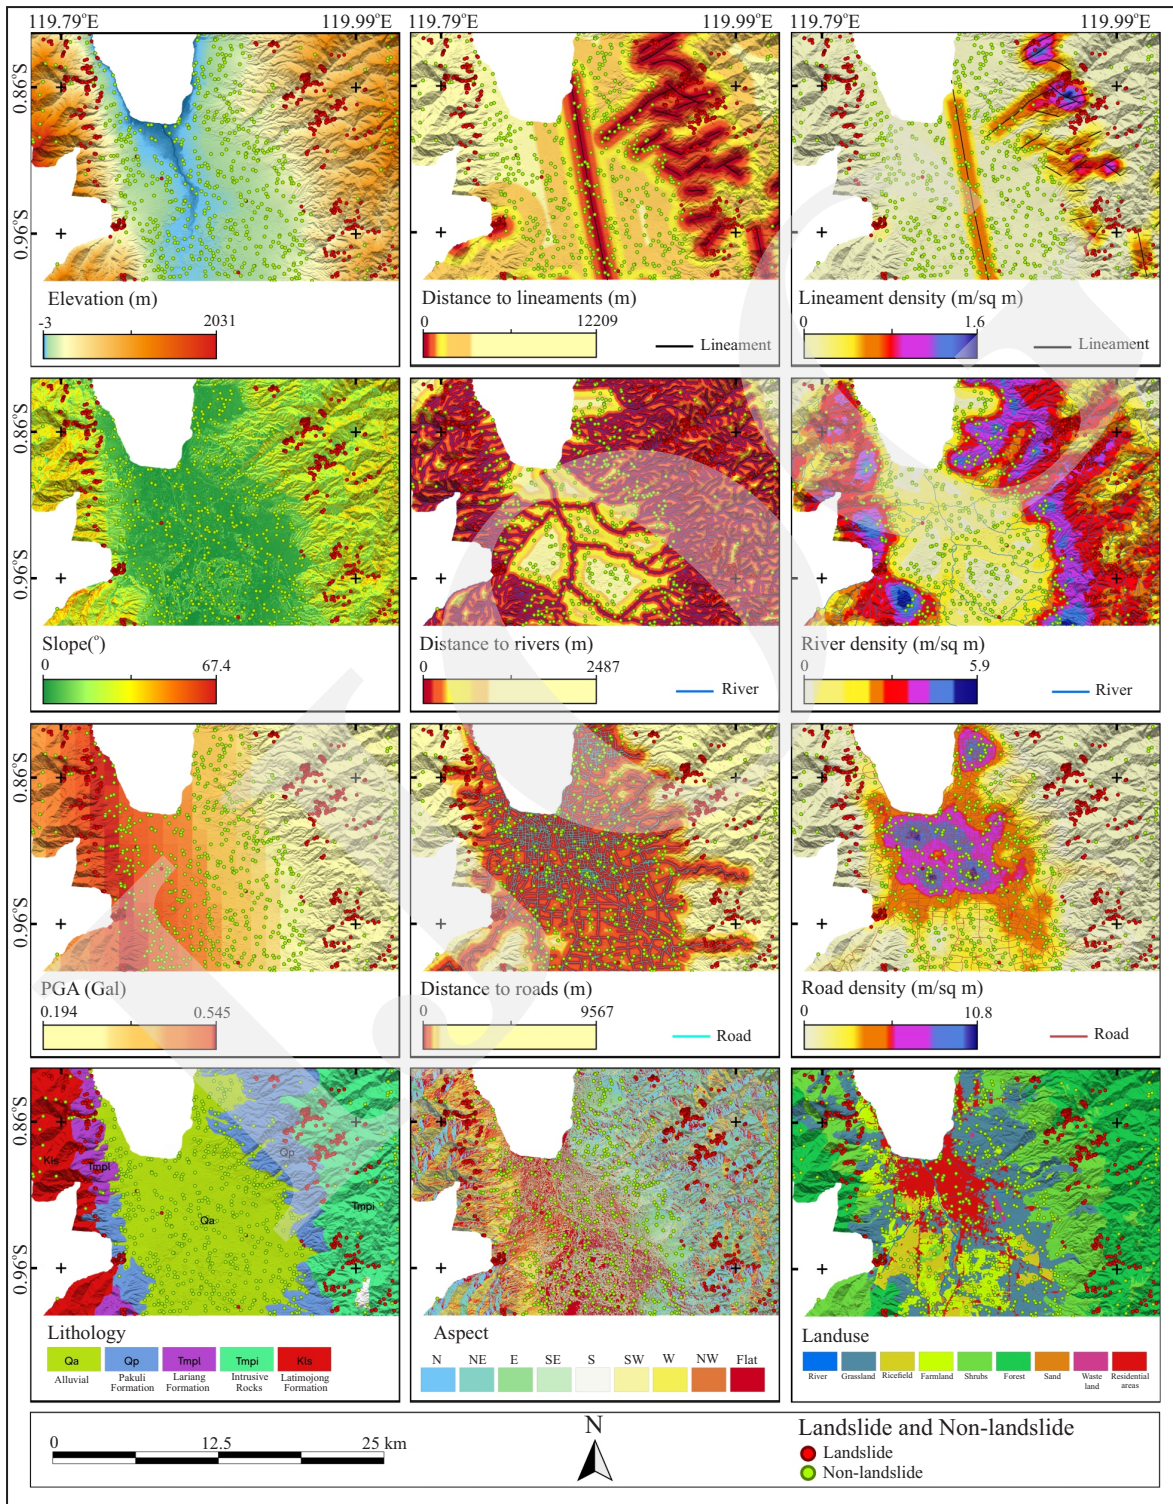 119.79°E 119.99°E 119.79°E 119.99°E 119.79°E 119.99°E
0.86°S
0.96°S
Elevation (m)
-3 2031
Distance to lineaments (m)
0 12209
Lineament
Lineament density (m/sq m)
0 1.6
Lineament
0.86°S
0.96°S
Slope(°)
0 67.4
Distance to rivers (m)
0 2487
River
River density (m/sq m)
0 5.9
River
0.86°S
0.96°S
PGA (Gal)
0.194 0.545
Distance to roads (m)
0 9567
Road
Road density (m/sq m)
0 10.8
Road
0.86°S
0.96°S
Kls
Tmpl
Qa
Qp
Tmpi
Lithology
Qa Qp Tmpl Tmpi Kls
Alluvial Pakuli Lariang Intrusive Latimojong
Formation Formation Rocks Formation
Aspect
N NE E SE S SW W NW Flat
Landuse
River Grassland Ricefield Farmland Shrubs Forest Sand Waste Residential
land areas
0 12.5 25 km
N
Landslide and Non-landslide
Landslide
Non-landslide